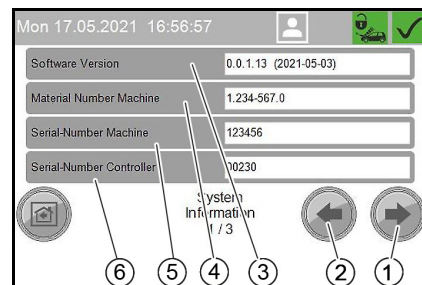 Mon 17.05.2021 16:56:57
Software Version 0.0.1.13 (2021-05-03)
Material Number Machine 1.234-567.0
Serial-Number Machine 123456
Serial-Number Controller 00230
System
Information
1 / 3
6 5 4 3 2 1